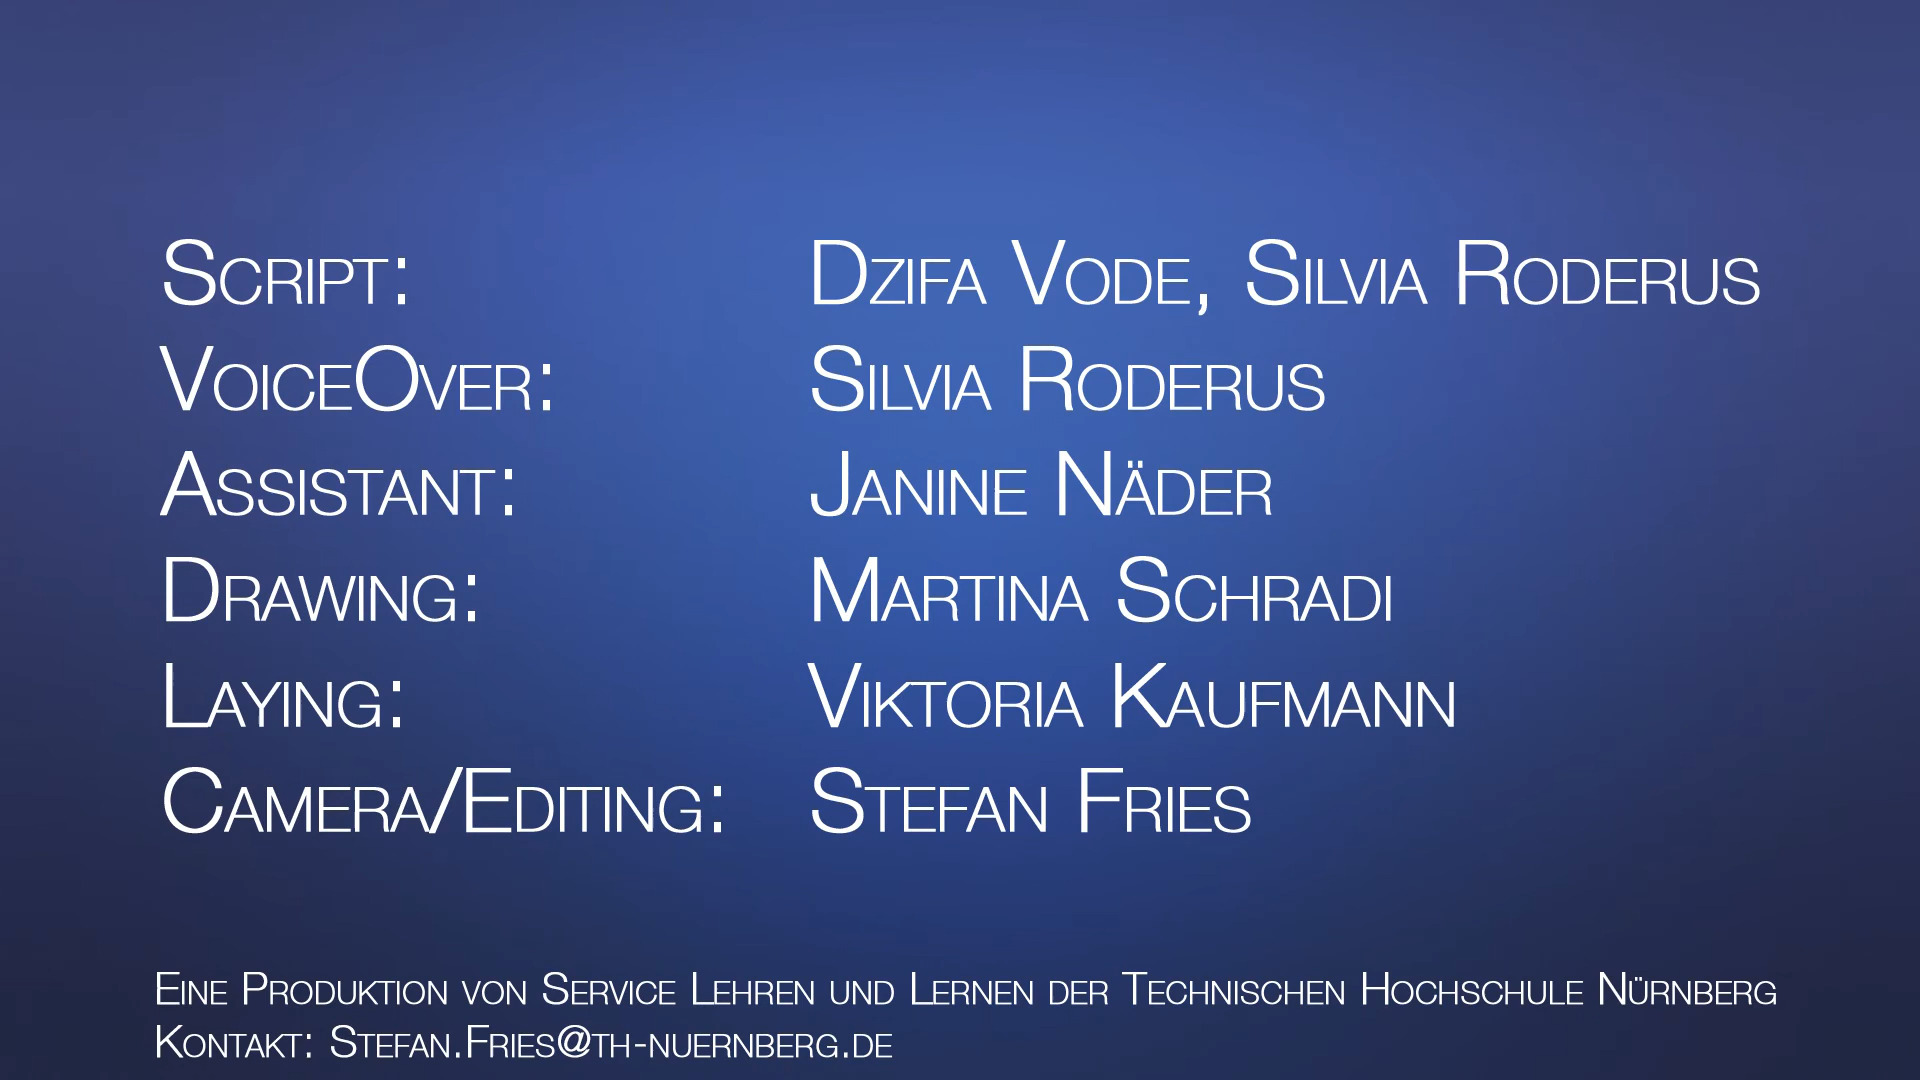 Script: Dzifa Vode, Silvia Roderus
VoiceOver: Silvia Roderus
Assistant: Janine Näder
Drawing: Martina Schradi
Laying: Viktoria Kaufmann
Camera/Editing: Stefan Fries
Eine Produktion von Service Lehren und Lernen der Technischen Hochschule Nürnberg
Kontakt: Stefan.Fries@th-nuernberg.de